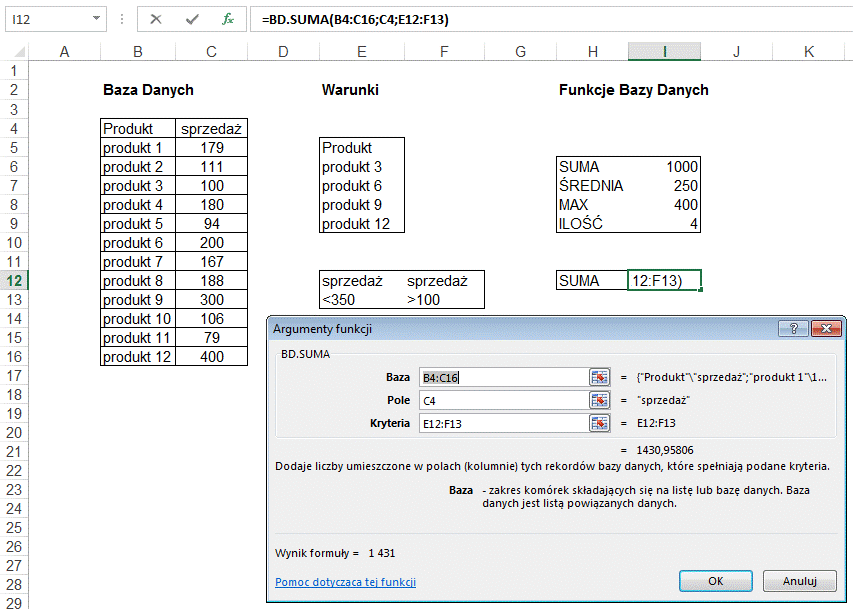 I12 fx =BD.SUMA(B4:C16;C4;E12:F13)
A B C D E F G H I J K
1
2 Baza Danych Warunki Funkcje Bazy Danych
3
4 Produkt sprzedaż
5 produkt 1 179 Produkt
6 produkt 2 111 produkt 3 SUMA 1000
7 produkt 3 100 produkt 6 ŚREDNIA 250
8 produkt 4 180 produkt 9 MAX 400
9 produkt 5 94 produkt 12 ILOŚĆ 4
10 produkt 6 200
11 produkt 7 167
12 produkt 8 188 sprzedaż sprzedaż SUMA 12:F13)
13 produkt 9 300 <350 >100
14 produkt 10 106
15 produkt 11 79
16 produkt 12 400
17
18
19
20
21
22
23
24
25
26
27
28
29
Argumenty funkcji ?
BD.SUMA
Baza B4:C16 = {"Produkt"\"sprzedaż";"produkt 1"\1...
Pole C4 = "sprzedaż"
Kryteria E12:F13 = E12:F13
= 1430,95806
Dodaje liczby umieszczone w polach (kolumnie) tych rekordów bazy danych, które spełniają podane kryteria.
Baza - zakres komórek składających się na listę lub bazę danych. Baza
danych jest listą powiązanych danych.
Wynik formuły = 1 431
Pomoc dotycząca tej funkcji OK Anuluj